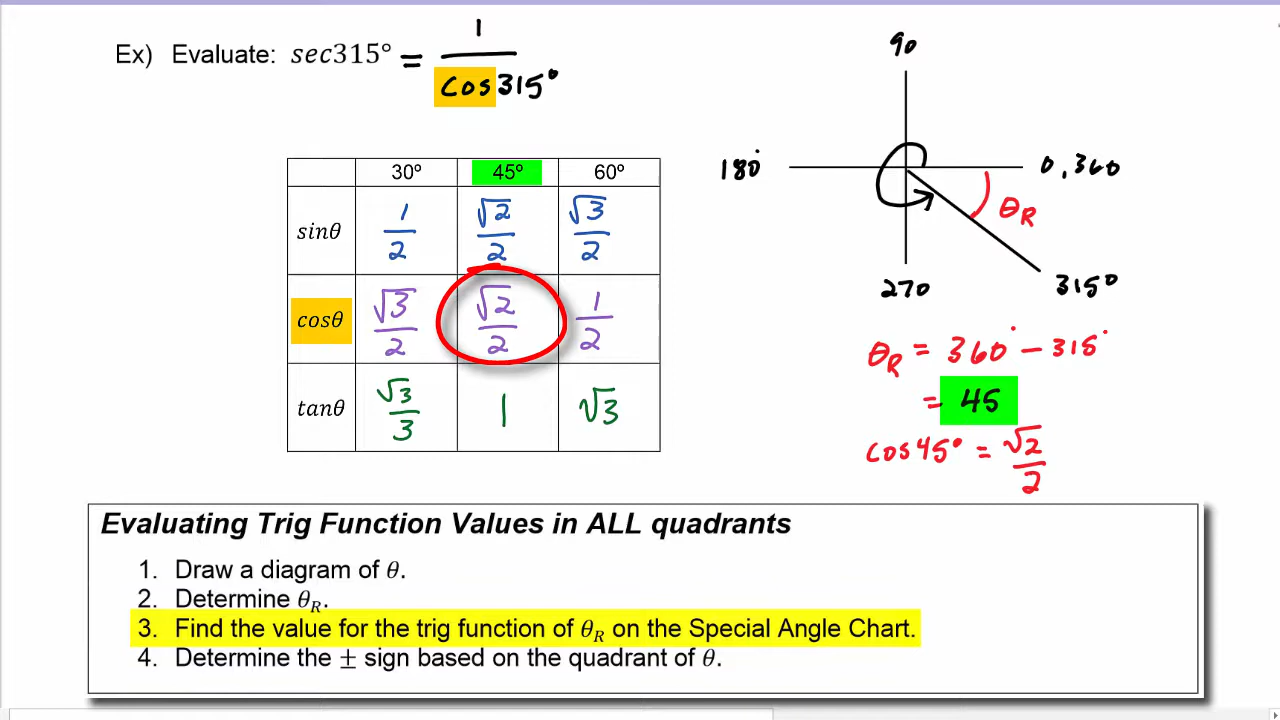 Ex) Evaluate: sec315° = 1 / cos315°
30° 45° 60°
sinθ 1/2 √2/2 √3/2
cosθ √3/2 √2/2 1/2
tanθ √3/3 1 √3
90
180° 0,360
θR
270 315°
θR = 360° - 315°
= 45
cos45° = √2/2
Evaluating Trig Function Values in ALL quadrants
1. Draw a diagram of θ.
2. Determine θR.
3. Find the value for the trig function of θR on the Special Angle Chart.
4. Determine the ± sign based on the quadrant of θ.